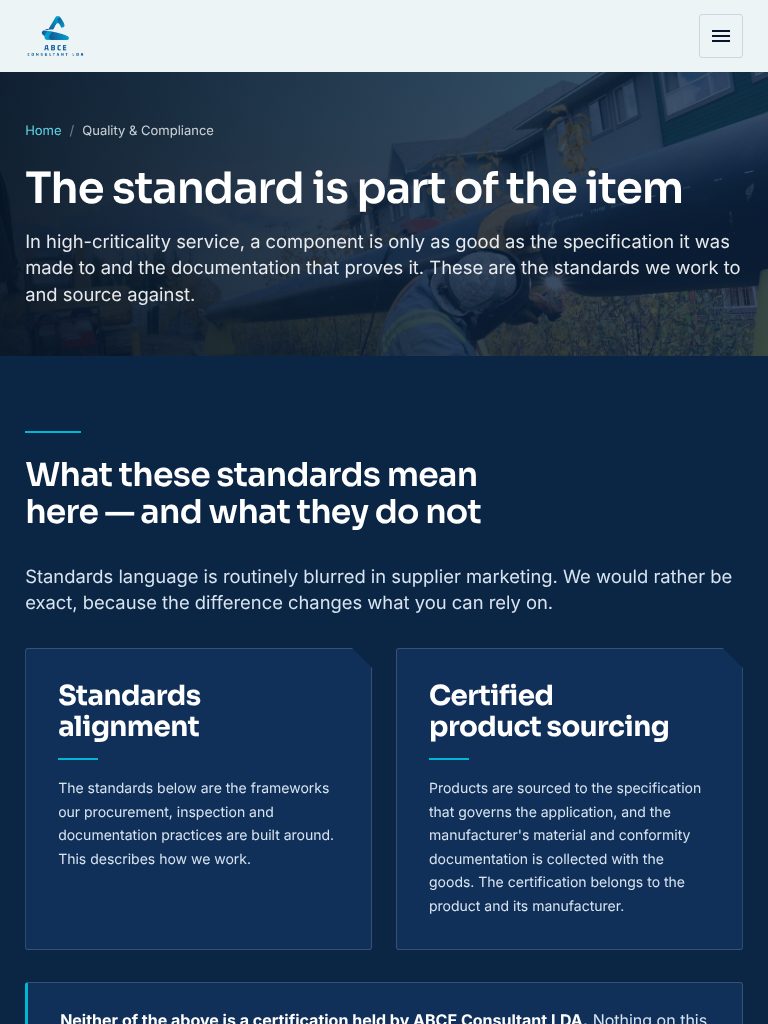 ABCE
CONSULTANT LDA
Home / Quality & Compliance
The standard is part of the item
In high-criticality service, a component is only as good as the specification it was
made to and the documentation that proves it. These are the standards we work to
and source against.
What these standards mean
here — and what they do not
Standards language is routinely blurred in supplier marketing. We would rather be
exact, because the difference changes what you can rely on.
Standards
alignment
The standards below are the frameworks
our procurement, inspection and
documentation practices are built around.
This describes how we work.
Certified
product sourcing
Products are sourced to the specification
that governs the application, and the
manufacturer's material and conformity
documentation is collected with the
goods. The certification belongs to the
product and its manufacturer.
Neither of the above is a certification held by ABCE Consultant LDA. Nothing on this